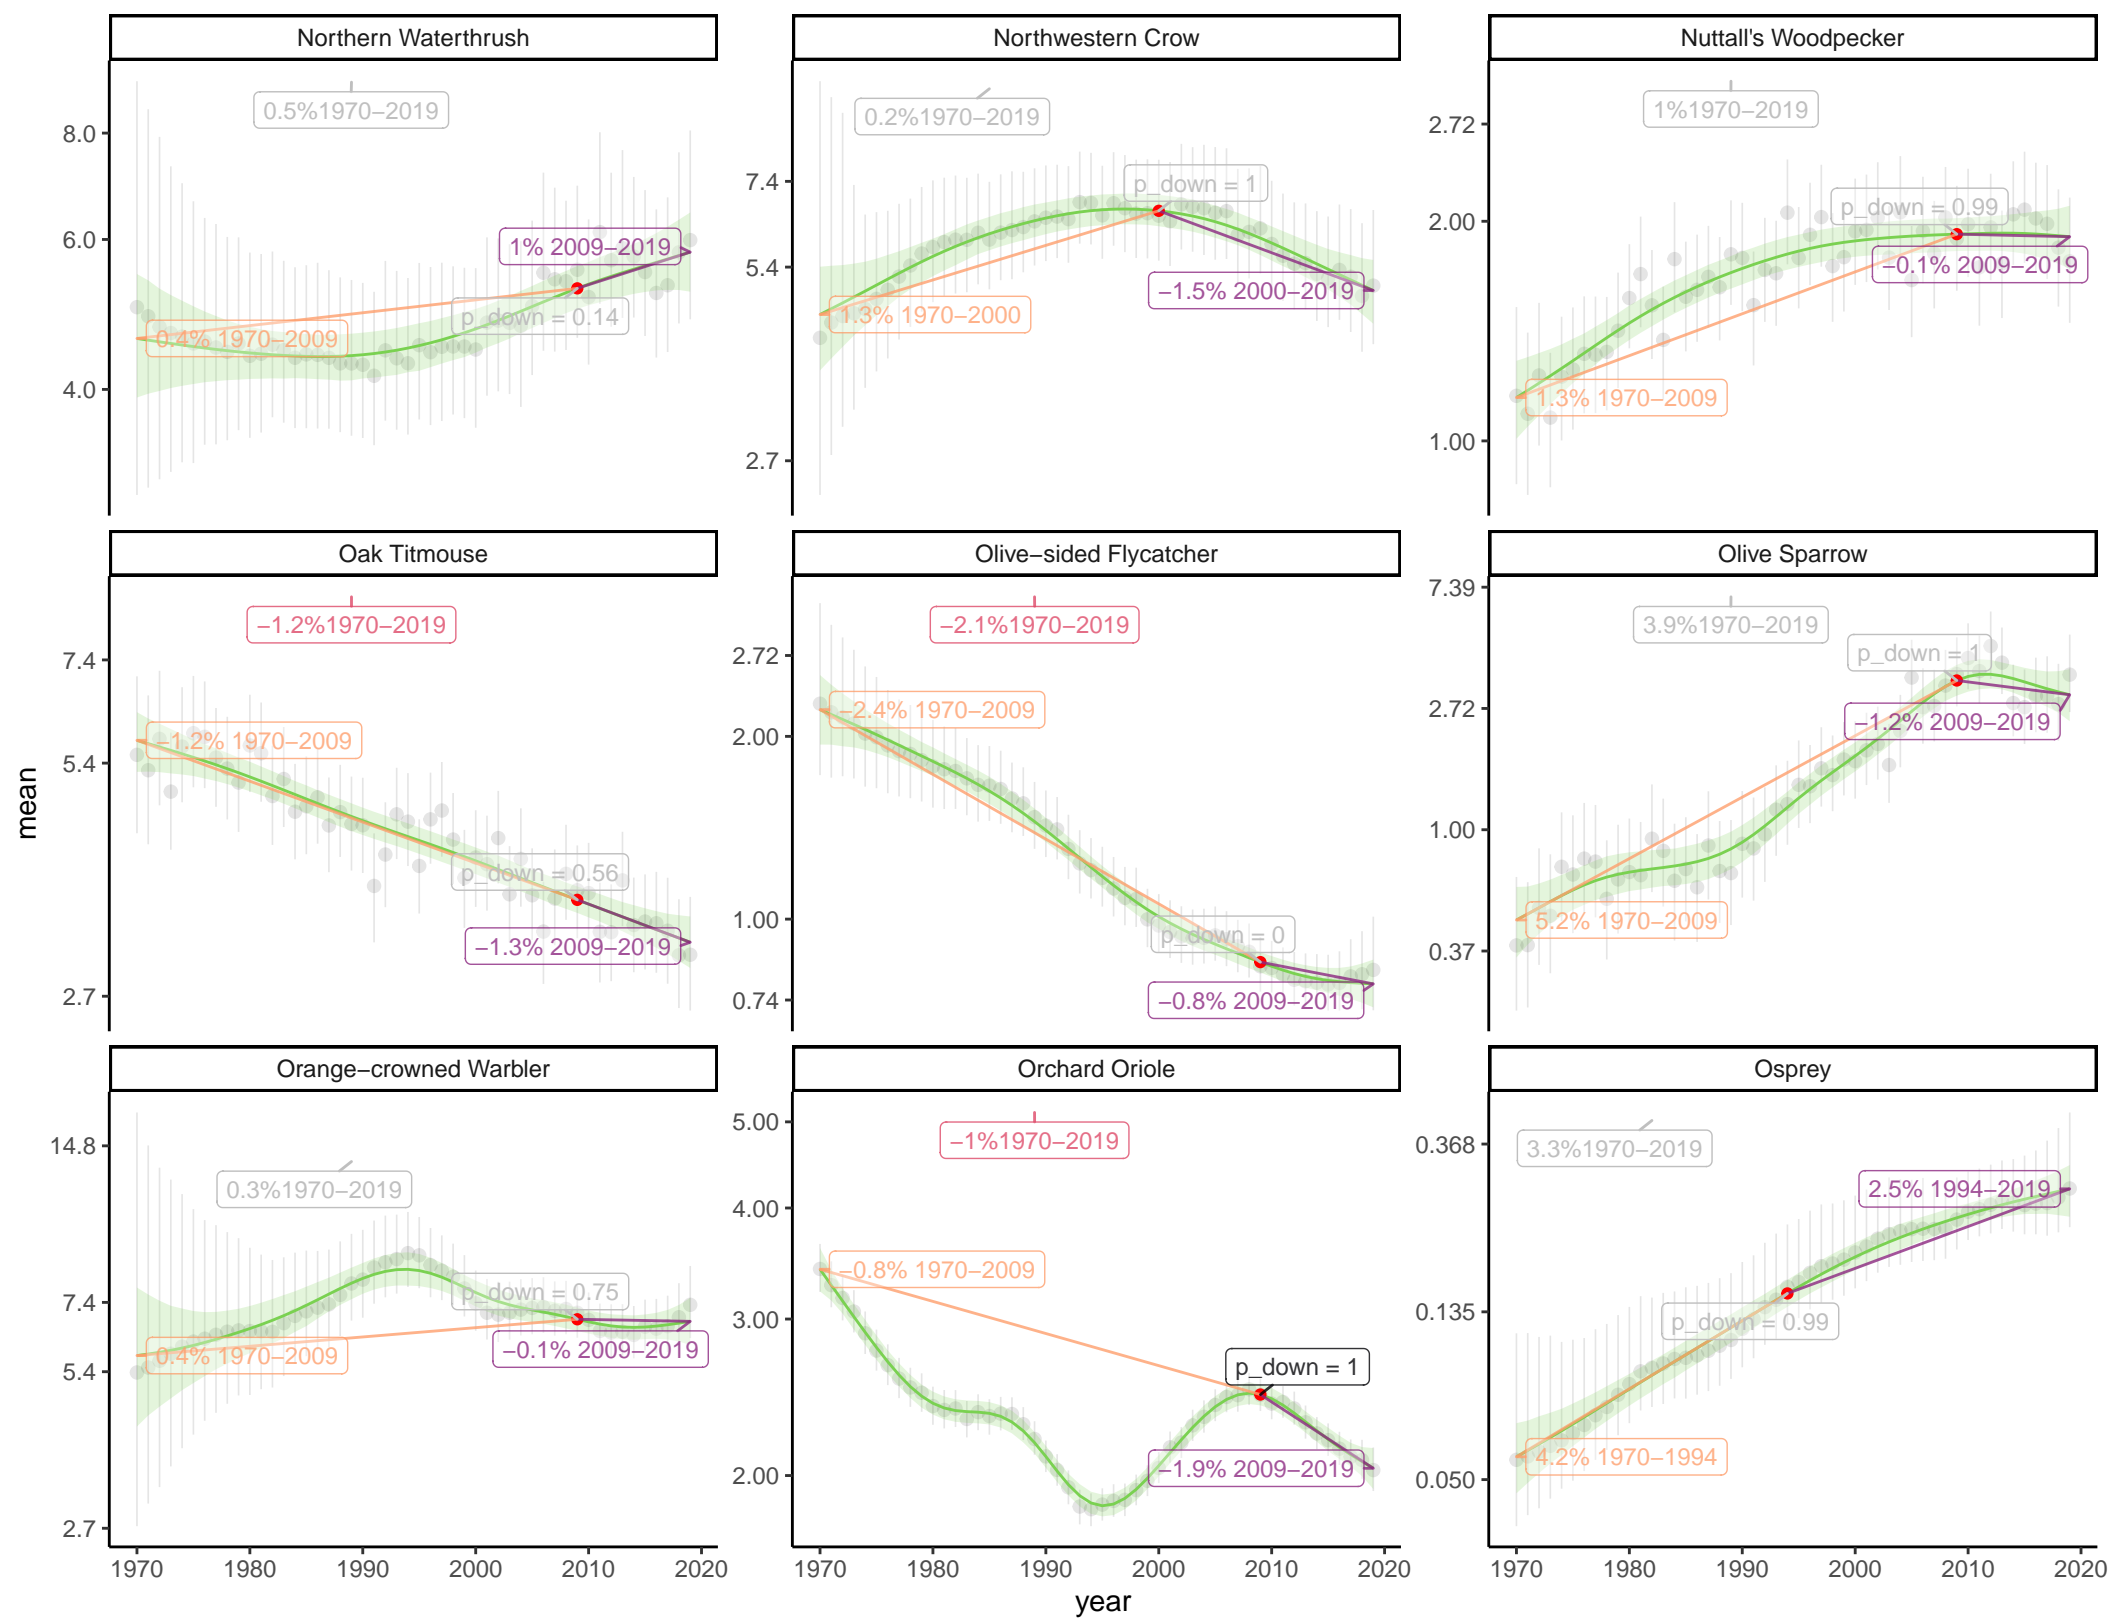 Northern Waterthrush
0.5%1970−2019
8.0
6.0
4.0
1% 2009−2019
p_down = 0.14
0.4% 1970−2009
Northwestern Crow
0.2%1970−2019
7.4
5.4
2.7
p_down = 1
−1.5% 2000−2019
1.3% 1970−2000
Nuttall's Woodpecker
1%1970−2019
2.72
2.00
1.00
p_down = 0.99
−0.1% 2009−2019
1.3% 1970−2009
Oak Titmouse
−1.2%1970−2019
7.4
5.4
2.7
−1.2% 1970−2009
p_down = 0.56
−1.3% 2009−2019
Olive−sided Flycatcher
−2.1%1970−2019
2.72
2.00
1.00
0.74
−2.4% 1970−2009
p_down = 0
−0.8% 2009−2019
Olive Sparrow
7.39
2.72
1.00
0.37
3.9%1970−2019
p_down = 1
−1.2% 2009−2019
5.2% 1970−2009
mean
Orange−crowned Warbler
14.8
7.4
5.4
2.7
0.3%1970−2019
p_down = 0.75
−0.1% 2009−2019
0.4% 1970−2009
1970 1980 1990 2000 2010 2020
Orchard Oriole
5.00
4.00
3.00
2.00
−1%1970−2019
−0.8% 1970−2009
p_down = 1
−1.9% 2009−2019
1970 1980 1990 2000 2010 2020
Osprey
0.368
0.135
0.050
3.3%1970−2019
2.5% 1994−2019
p_down = 0.99
4.2% 1970−1994
1970 1980 1990 2000 2010 2020
year